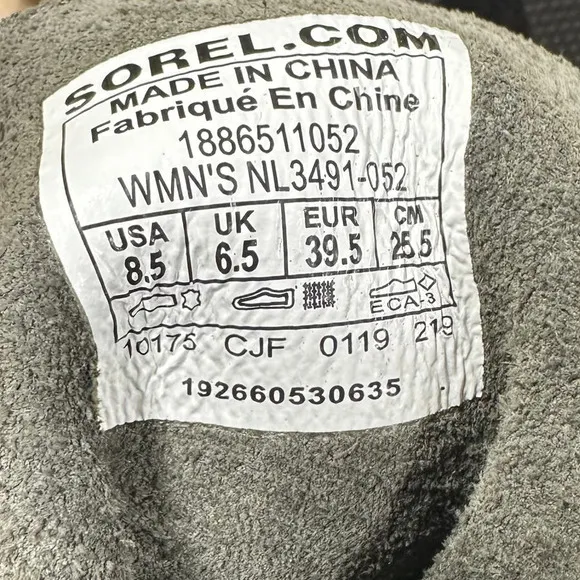 SOREL.COM
MADE IN CHINA
Fabriqué En Chine
1886511052
WMN'S NL3491-052
USA UK EUR CM
8.5 6.5 39.5 25.5
ECA-3
10175 CJF 0119 219
192660530635